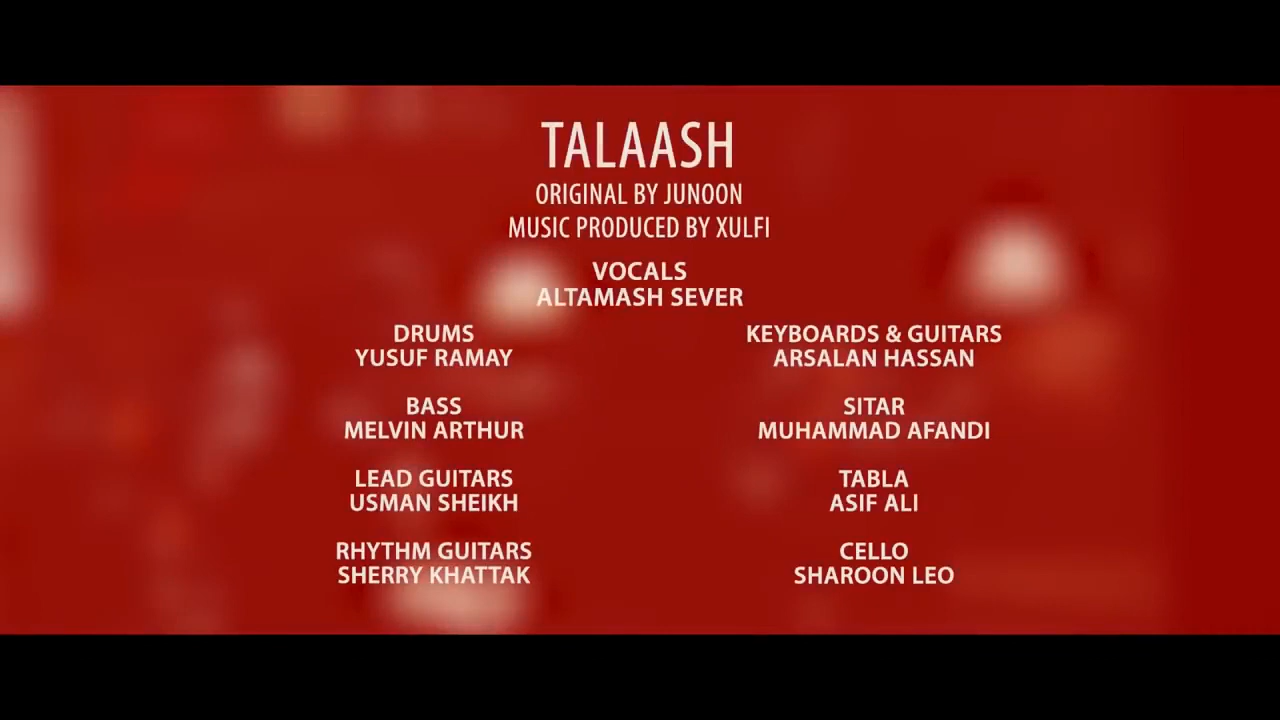 TALAASH
ORIGINAL BY JUNOON
MUSIC PRODUCED BY XULFI
VOCALS
ALTAMASH SEVER
DRUMS
YUSUF RAMAY
BASS
MELVIN ARTHUR
LEAD GUITARS
USMAN SHEIKH
RHYTHM GUITARS
SHERRY KHATTAK
KEYBOARDS & GUITARS
ARSALAN HASSAN
SITAR
MUHAMMAD AFANDI
TABLA
ASIF ALI
CELLO
SHAROON LEO